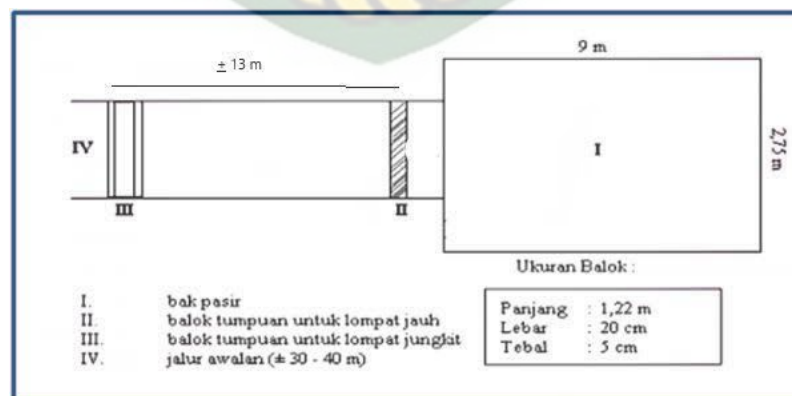 9 m
± 13 m
IV
I
2,75 m
III
II
Ukuran Balok :
I. bak pasir
II. balok tumpuan untuk lompat jauh
III. balok tumpuan untuk lompat jungkit
IV. jalur awalan (± 30 - 40 m)
Panjang : 1,22 m
Lebar : 20 cm
Tebal : 5 cm